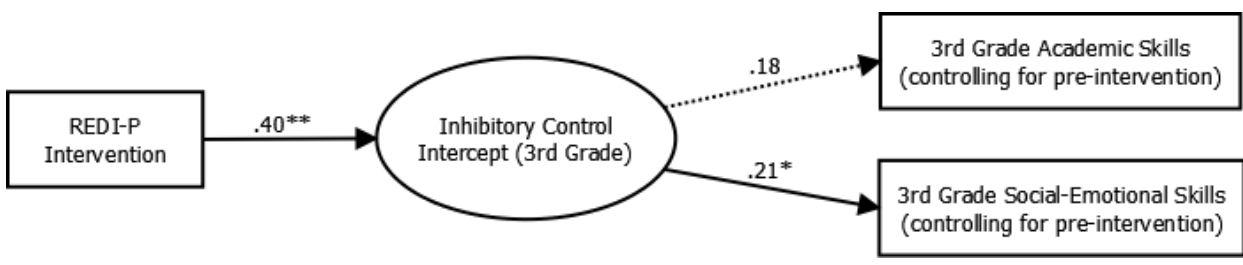 REDI-P
Intervention
.40**
Inhibitory Control
Intercept (3rd Grade)
.18
3rd Grade Academic Skills
(controlling for pre-intervention)
.21*
3rd Grade Social-Emotional Skills
(controlling for pre-intervention)